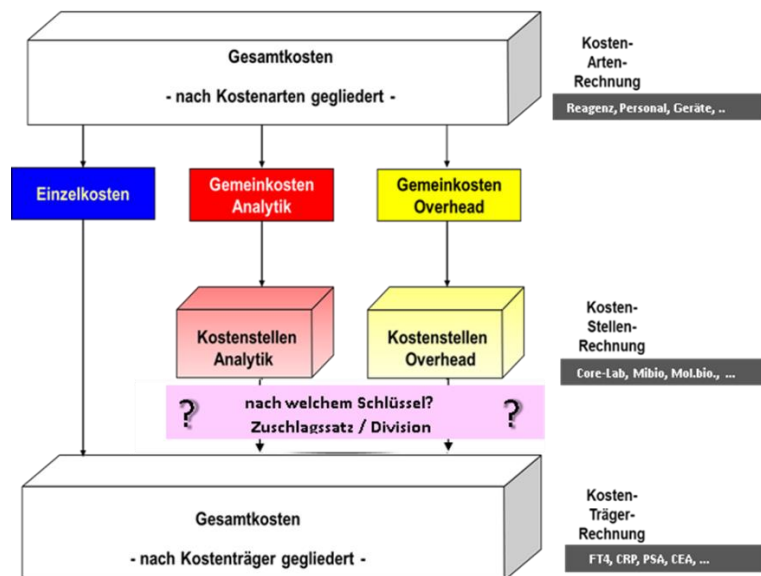 Gesamtkosten
- nach Kostenarten gegliedert -
Kosten-
Arten-
Rechnung
Reagenz, Personal, Geräte, ..
Einzelkosten
Gemeinkosten
Analytik
Gemeinkosten
Overhead
Kostenstellen
Analytik
Kostenstellen
Overhead
Kosten-
Stellen-
Rechnung
Core-Lab, Mibio, Mol.bio., ...
? nach welchem Schlüssel? ?
Zuschlagssatz / Division
Gesamtkosten
- nach Kostenträger gegliedert -
Kosten-
Träger-
Rechnung
FT4, CRP, PSA, CEA, ...